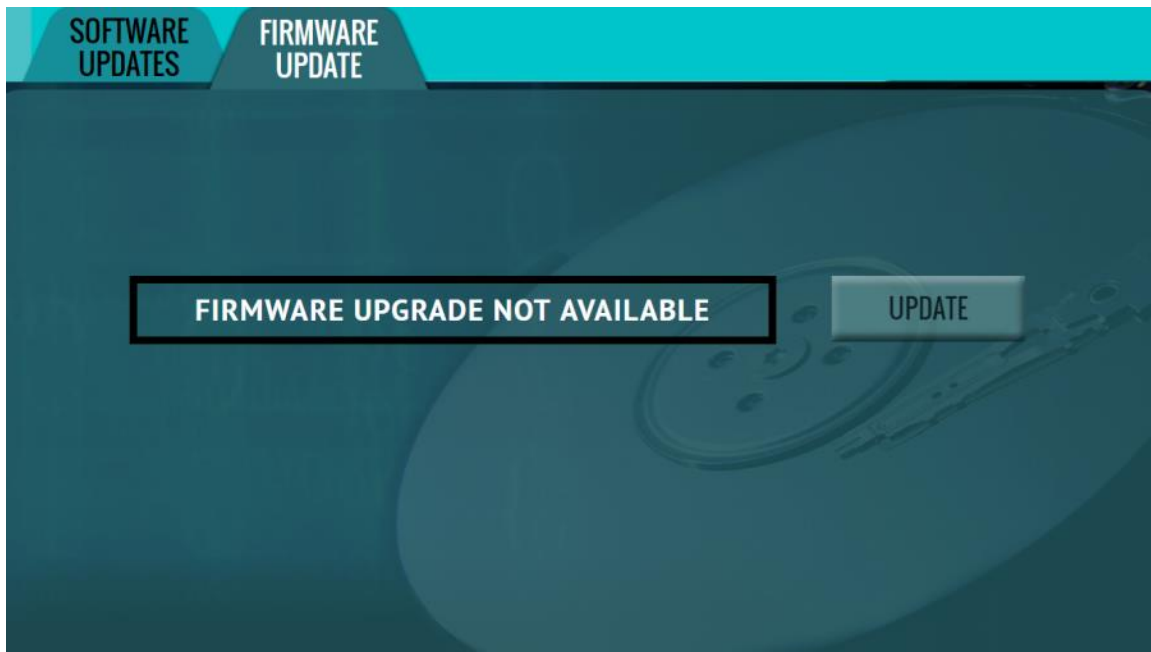 SOFTWARE
UPDATES
FIRMWARE
UPDATE
FIRMWARE UPGRADE NOT AVAILABLE
UPDATE